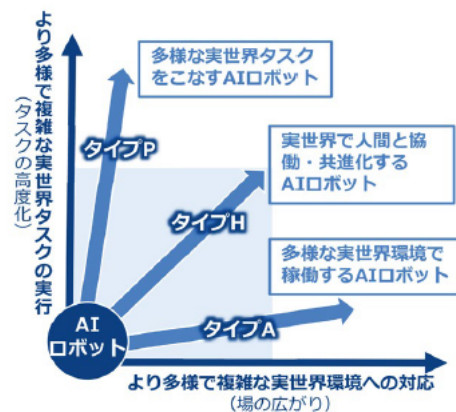 より多様で複雑な実世界タスクの実行
(タスクの高度化)
多様な実世界タスク
をこなすAIロボット
タイプP
実世界で人間と協
働・共進化する
AIロボット
タイプH
多様な実世界環境で
稼働するAIロボット
タイプA
AI
ロボット
より多様で複雑な実世界環境への対応
(場の広がり)